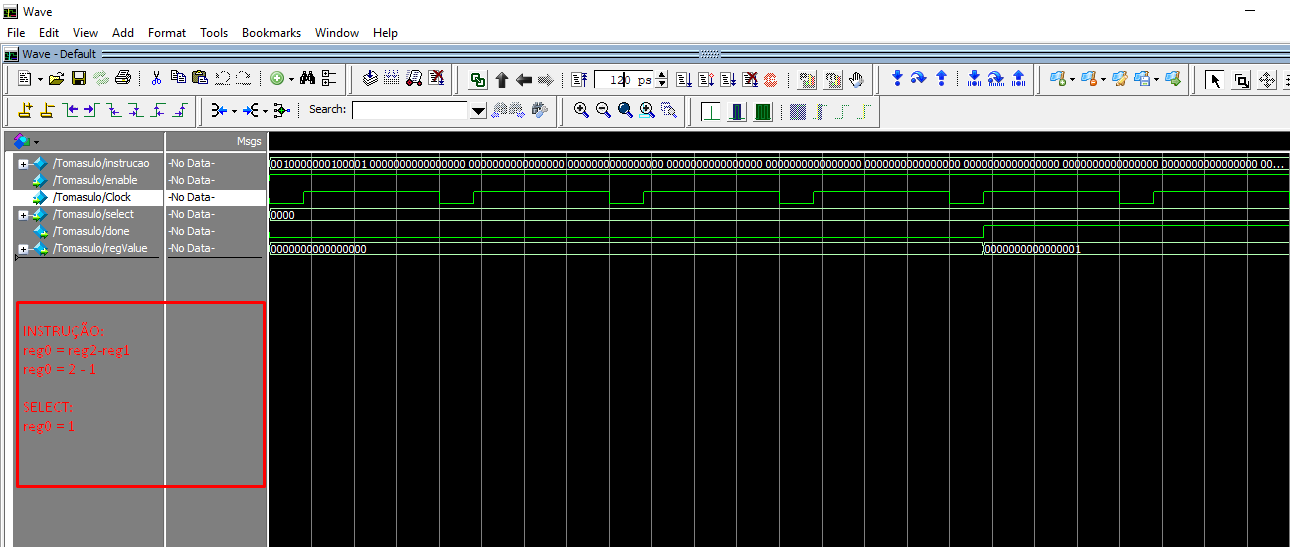 Wave
File Edit View Add Format Tools Bookmarks Window Help
Wave - Default
120 ps
Search:
Msgs
/Tomasulo/instrucao -No Data- 0010000000100001 0000000000000000 0000000000000000 0000000000000000 0000000000000000 0000000000000000 0000000000000000 0000000000000000 0000000000000000 0000000000000000 00...
/Tomasulo/enable -No Data-
/Tomasulo/Clock -No Data-
/Tomasulo/select -No Data- 0000
/Tomasulo/done -No Data-
/Tomasulo/regValue -No Data- 0000000000000000 0000000000000001
INSTRUÇÃO:
reg0 = reg2-reg1
reg0 = 2 - 1
SELECT:
reg0 = 1